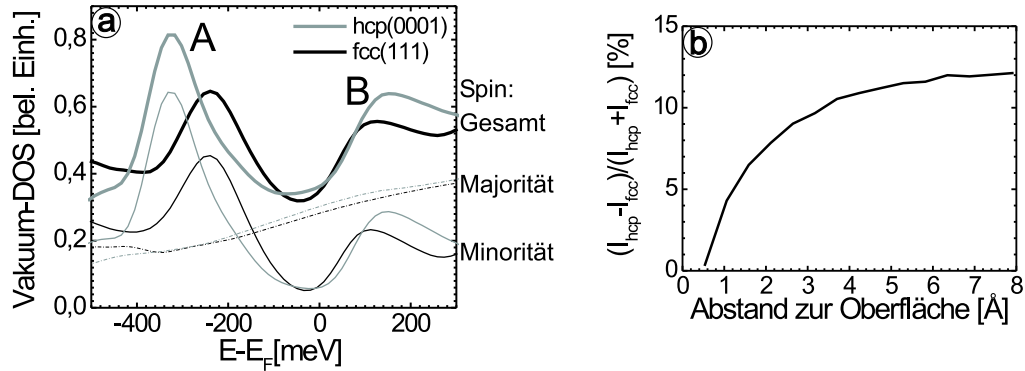 a
Vakuum-DOS [bel. Einh.]
0,8
0,6
0,4
0,2
0,0
-400
-200
0
200
E-E_F[meV]
A
B
hcp(0001)
fcc(111)
Spin:
Gesamt
Majorität
Minorität
b
(I_hcp-I_fcc)/(I_hcp+I_fcc) [%]
15
10
5
0
0 1 2 3 4 5 6 7 8
Abstand zur Oberfläche [Å]